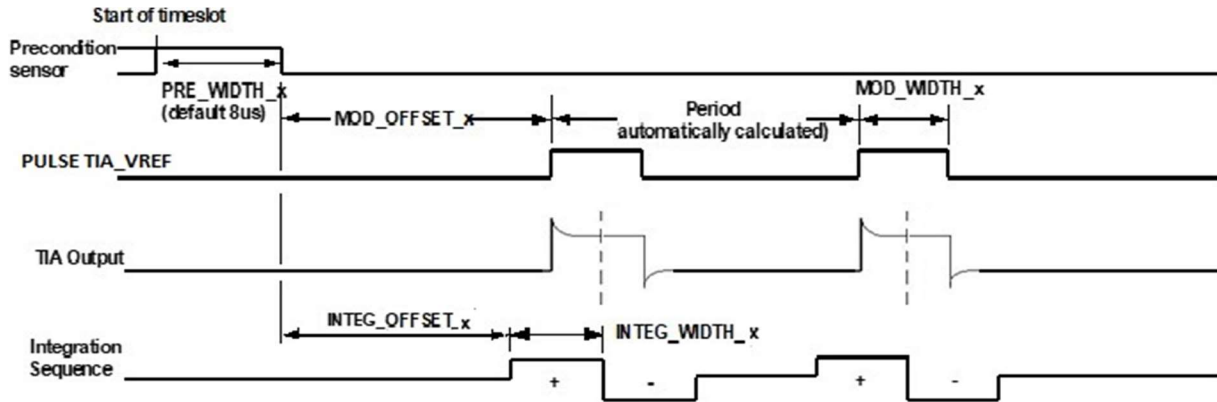 Start of timeslot
Precondition
sensor
PRE_WIDTH_x
(default 8us)
MOD_OFFSET_x
Period
automatically calculated)
MOD_WIDTH_x
PULSE TIA_VREF
TIA Output
INTEG_OFFSET_x
INTEG_WIDTH_x
Integration
Sequence
+
-
+
-